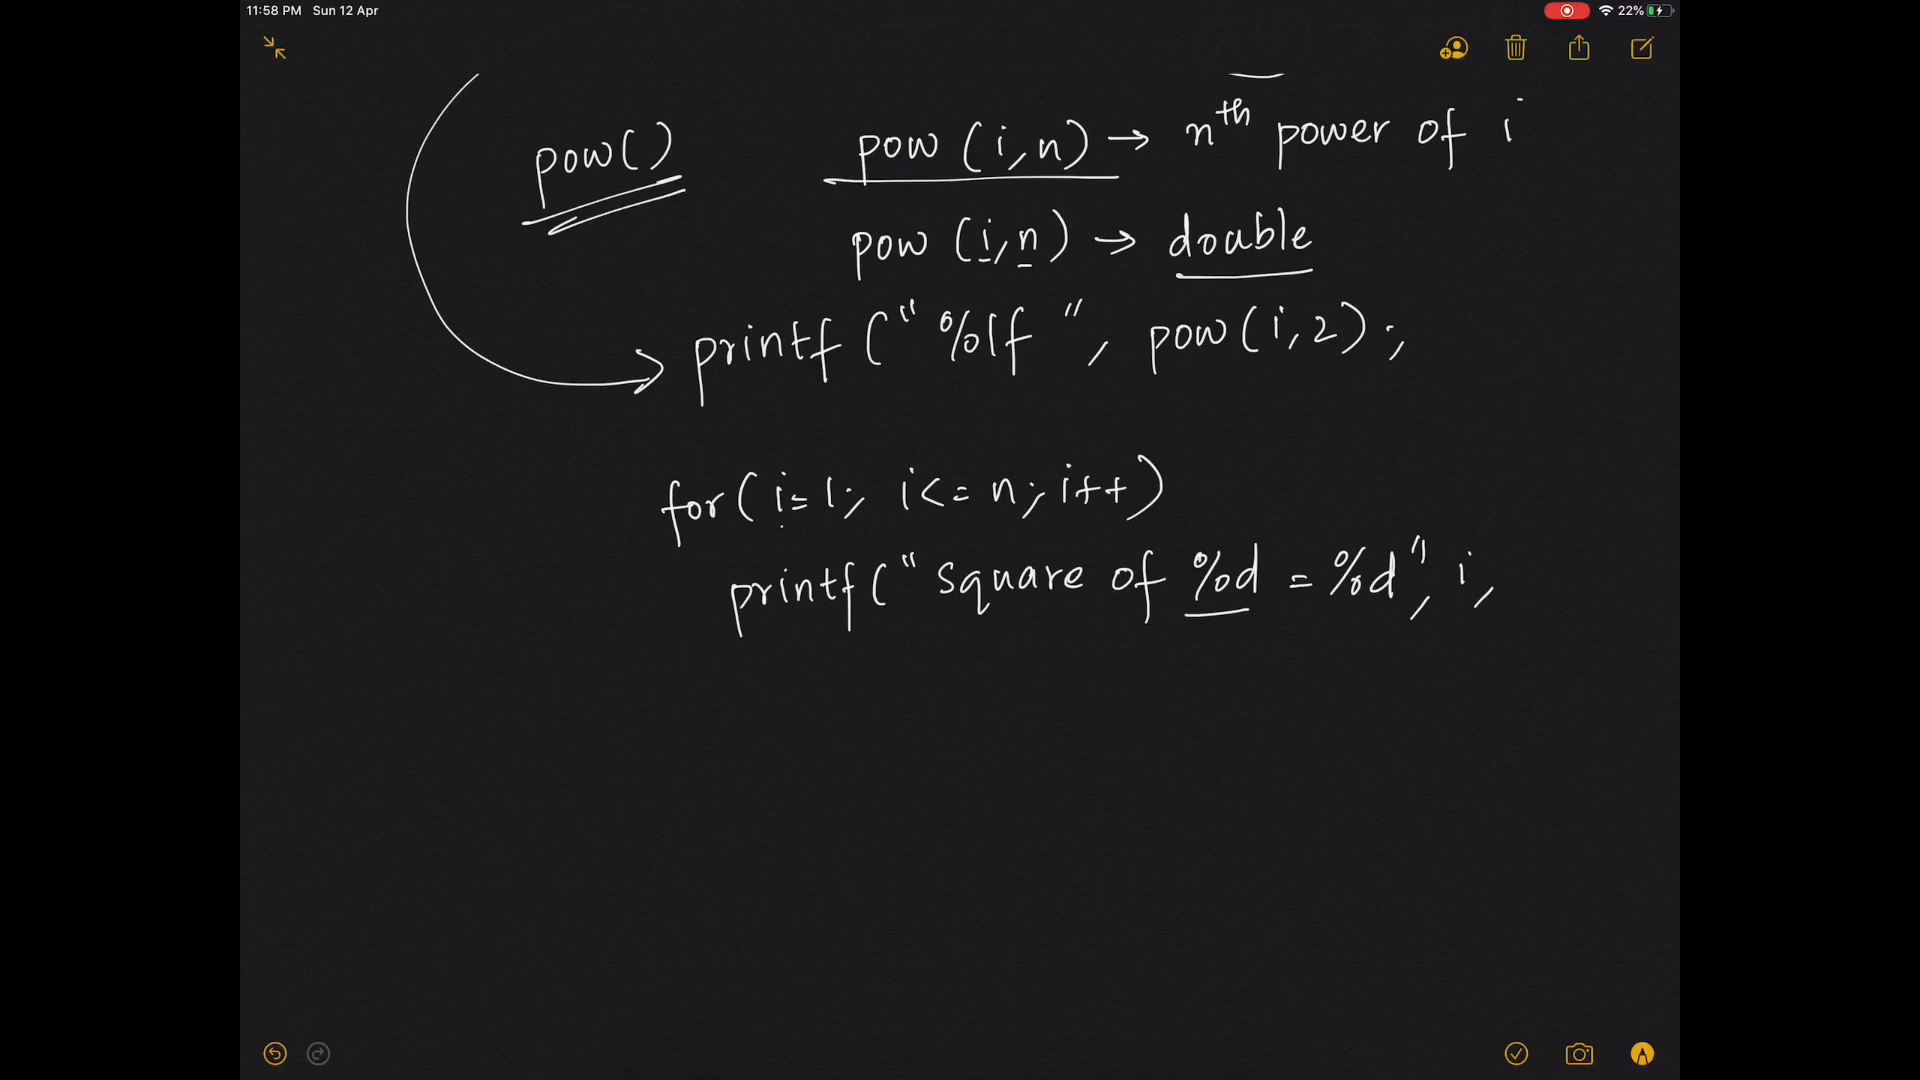 11:58 PM Sun 12 Apr 22%
pow() pow (i,n) → nth power of i
pow (i,n) → double
printf (" %lf ", pow(i,2);
for(i=1; i<=n; i++)
printf("square of %d = %d", i,